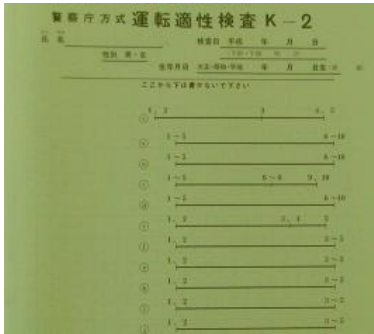 警察庁方式 運転適性検査 K-2
氏名 検査日 平成 年 月 日
性別 男・女
生年月日 大正・昭和・平成 年 月 日生
ここから下は書かないで下さい
1, 2 3 4, 5
1~5 6~10
1~5 6~10
1~5 6~8 9, 10
1~5 6~10
1, 2 3, 4 5
1, 2 3~5
1, 2 3~5
1, 2 3~5
1, 2 3~5
1, 2 3~5